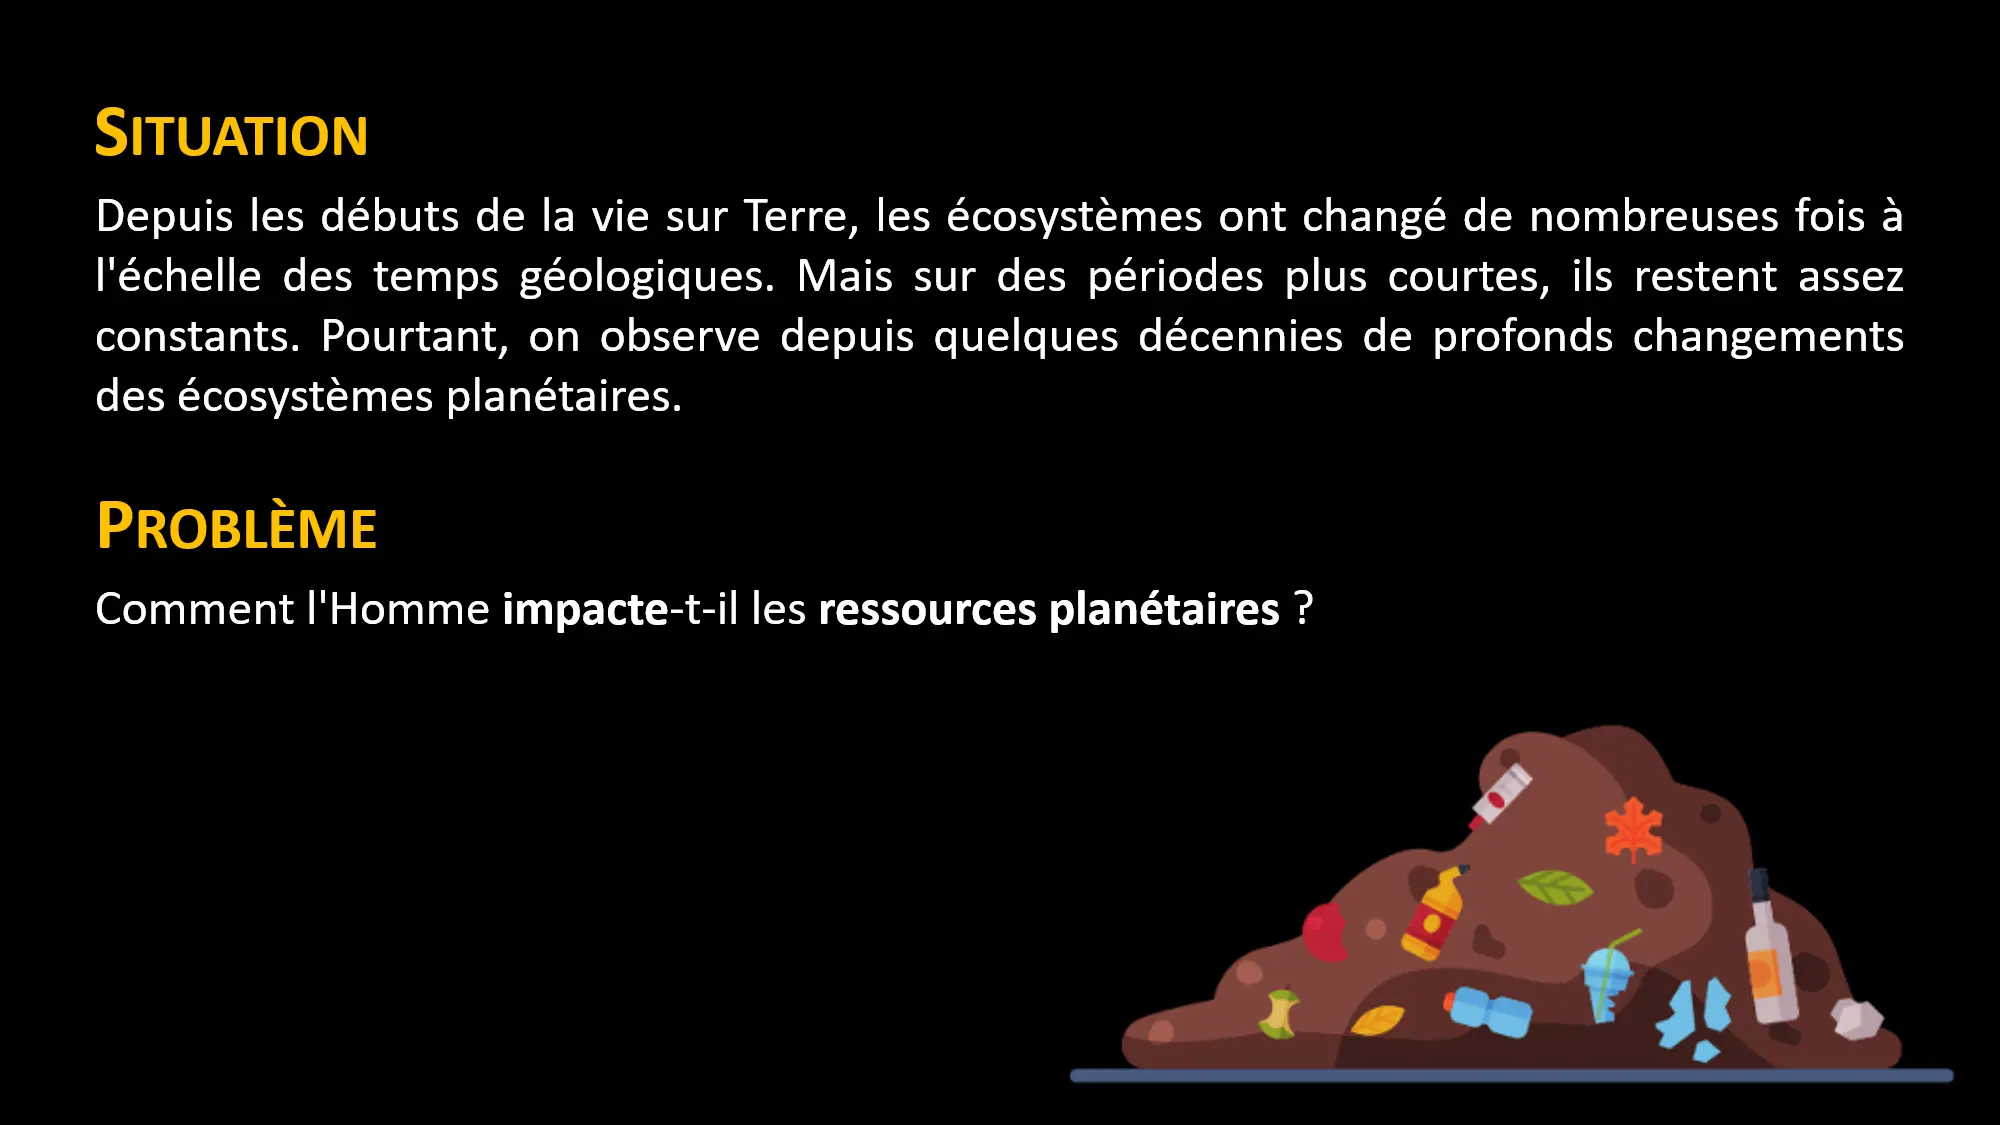 SITUATION
Depuis les débuts de la vie sur Terre, les écosystèmes ont changé de nombreuses fois à
l'échelle des temps géologiques. Mais sur des périodes plus courtes, ils restent assez
constants. Pourtant, on observe depuis quelques décennies de profonds changements
des écosystèmes planétaires.
PROBLÈME
Comment l'Homme impacte-t-il les ressources planétaires ?